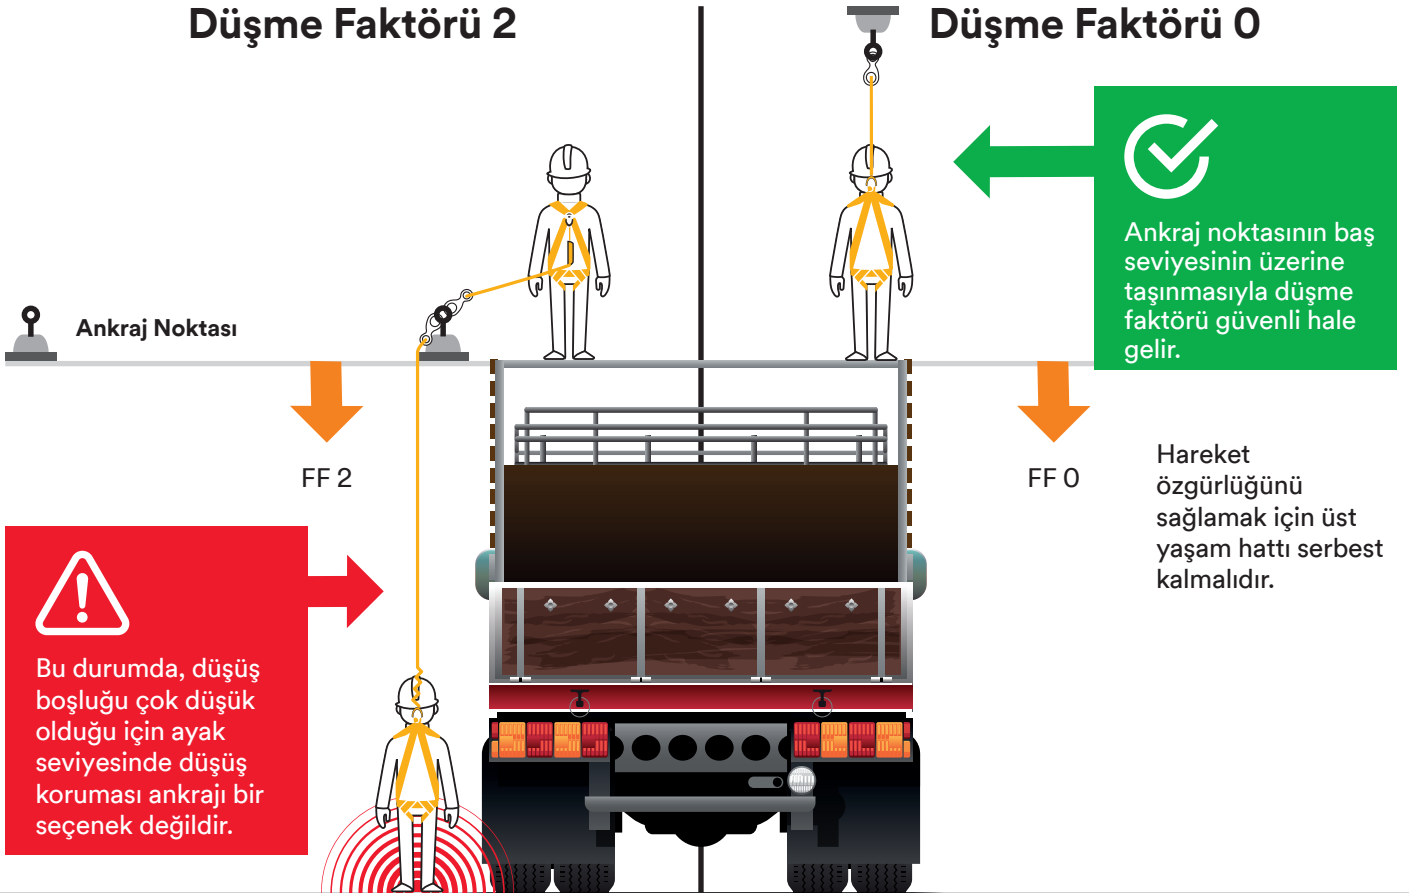 Düşme Faktörü 2
Düşme Faktörü 0
Ankraj noktasının baş
seviyesinin üzerine
taşınmasıyla düşme
faktörü güvenli hale
gelir.
Ankraj Noktası
FF 2
FF 0
Hareket
özgürlüğünü
sağlamak için üst
yaşam hattı serbest
kalmalıdır.
Bu durumda, düşüş
boşluğu çok düşük
olduğu için ayak
seviyesinde düşüş
koruması ankrajı bir
seçenek değildir.